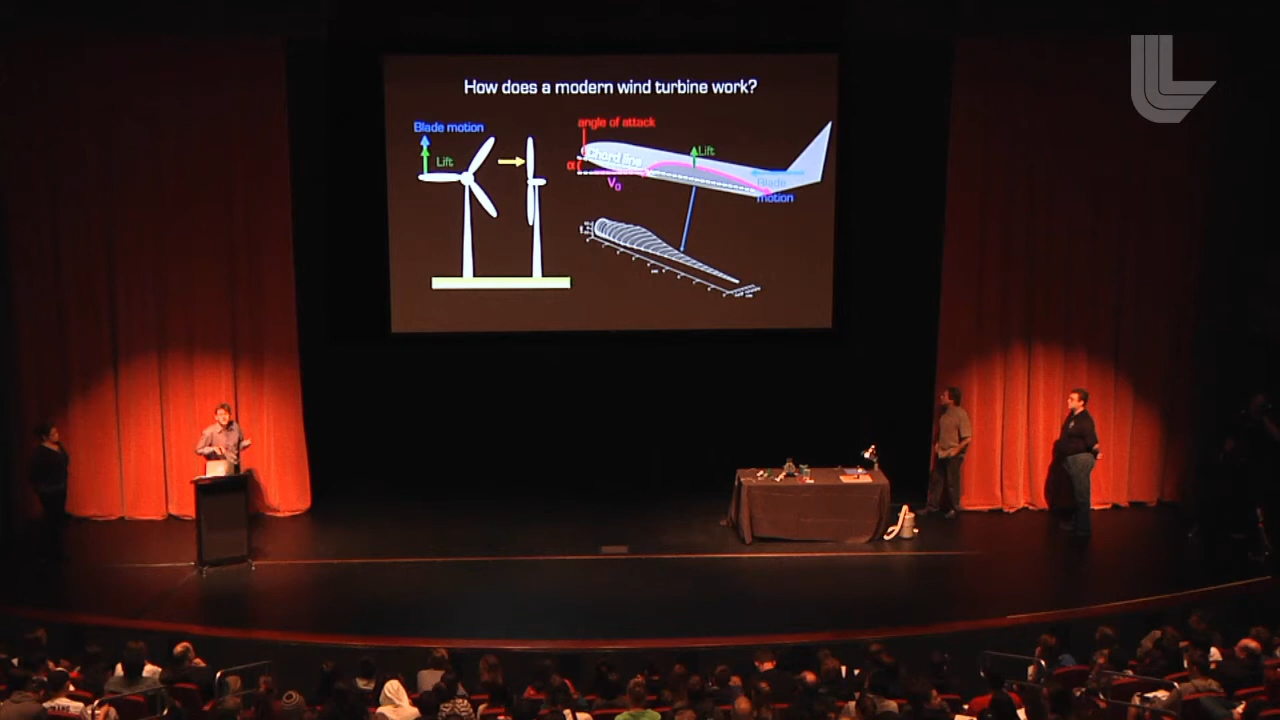 How does a modern wind turbine work?
Blade motion
Lift
angle of attack
Chord line
α
V₀
Lift
Blade
motion